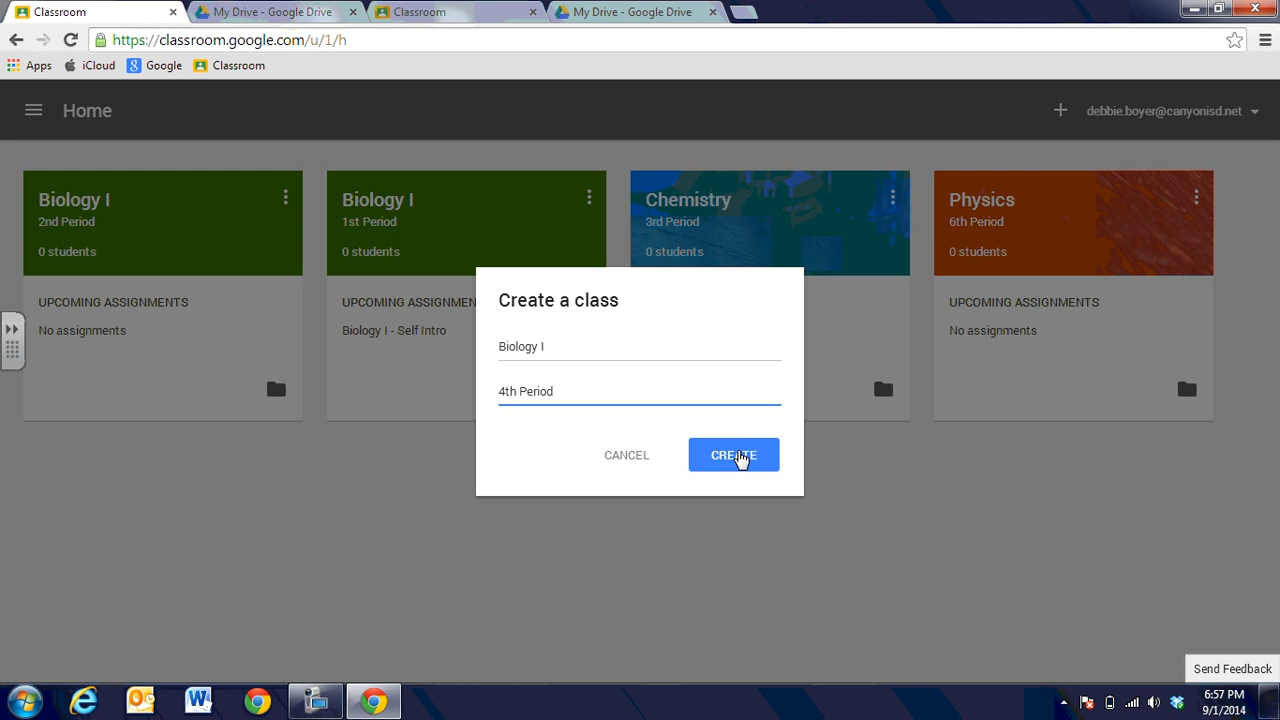 Classroom
My Drive - Google Drive
Classroom
My Drive - Google Drive
https://classroom.google.com/u/1/h
Apps
iCloud
Google
Classroom
Home
debbie.boyer@canyonisd.net
Biology I
2nd Period
0 students
UPCOMING ASSIGNMENTS
No assignments
Biology I
1st Period
0 students
UPCOMING ASSIGNMEN
Biology I - Self Intro
Chemistry
3rd Period
0 students
Physics
6th Period
0 students
UPCOMING ASSIGNMENTS
No assignments
Create a class
Biology I
4th Period
CANCEL
CREATE
Send Feedback
6:57 PM
9/1/2014